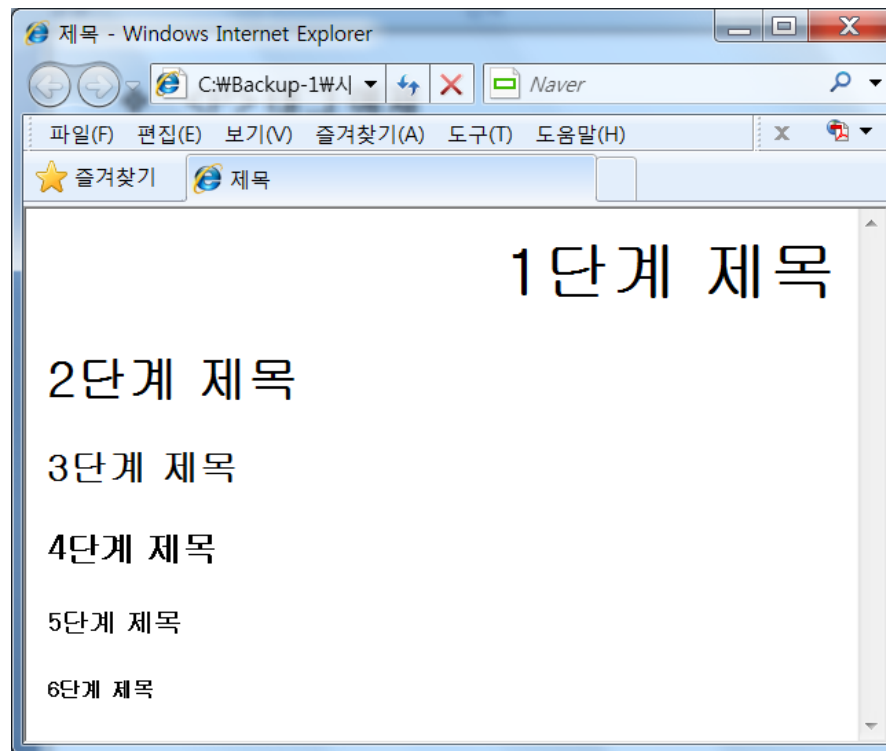 제목 - Windows Internet Explorer
C:₩Backup-1₩시
Naver
파일(F) 편집(E) 보기(V) 즐겨찾기(A) 도구(T) 도움말(H)
x
즐겨찾기
제목
1단계 제목
2단계 제목
3단계 제목
4단계 제목
5단계 제목
6단계 제목